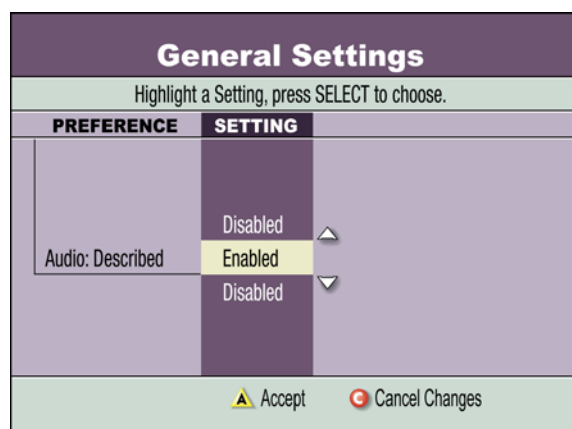 General Settings
Highlight a Setting, press SELECT to choose.
PREFERENCE SETTING
Disabled
Audio: Described Enabled
Disabled
A Accept C Cancel Changes